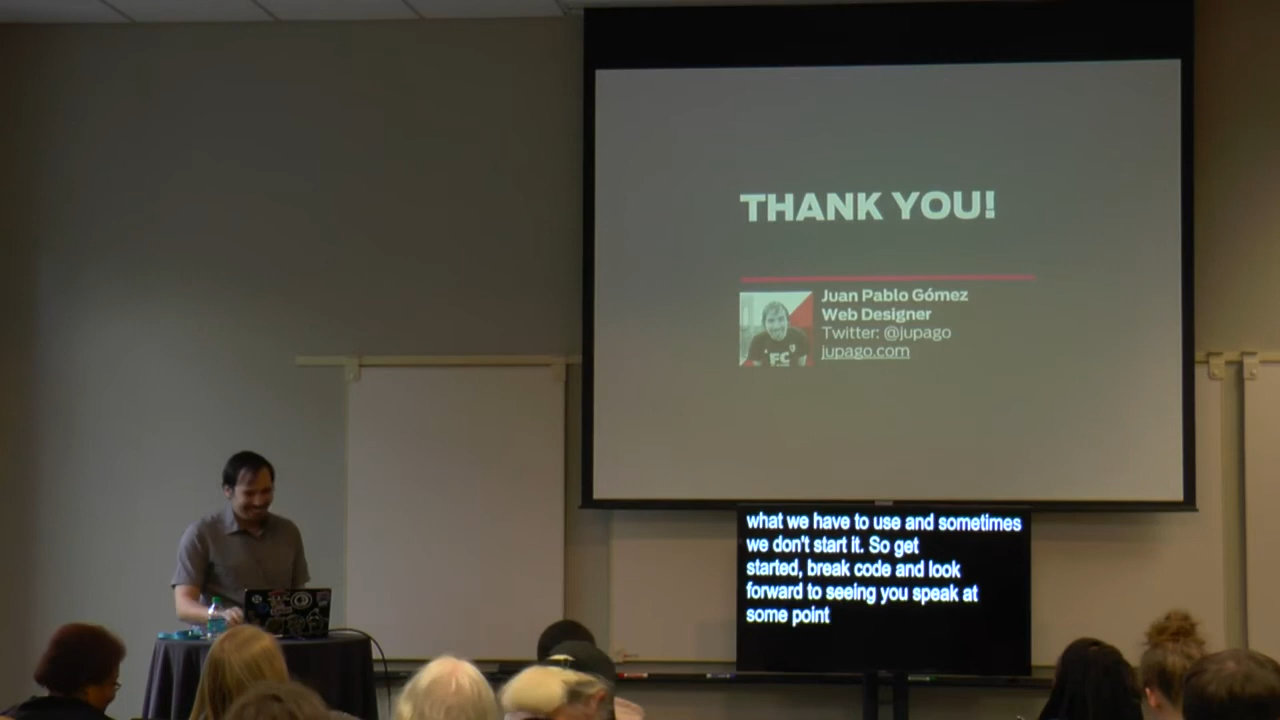 THANK YOU!
Juan Pablo Gómez
Web Designer
Twitter: @jupago
jupago.com
FC
what we have to use and sometimes
we don't start it. So get
started, break code and look
forward to seeing you speak at
some point